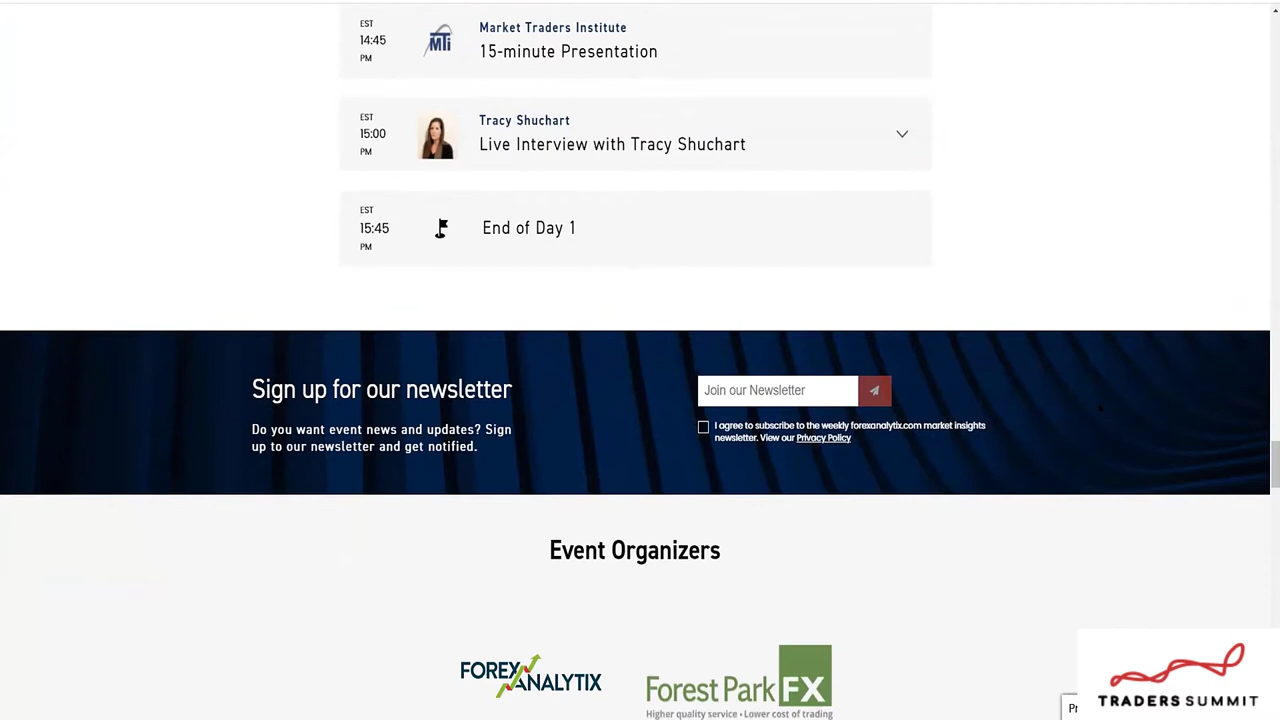 EST
14:45
PM
MTI
Market Traders Institute
15-minute Presentation
EST
15:00
PM
Tracy Shuchart
Live Interview with Tracy Shuchart
EST
15:45
PM
End of Day 1
Sign up for our newsletter
Do you want event news and updates? Sign
up to our newsletter and get notified.
Join our Newsletter
I agree to subscribe to the weekly forexanalytix.com market insights
newsletter. View our Privacy Policy
Event Organizers
FOREX
ANALYTIX
Forest Park FX
Higher quality service • Lower cost of trading
Pr
TRADERS SUMMIT